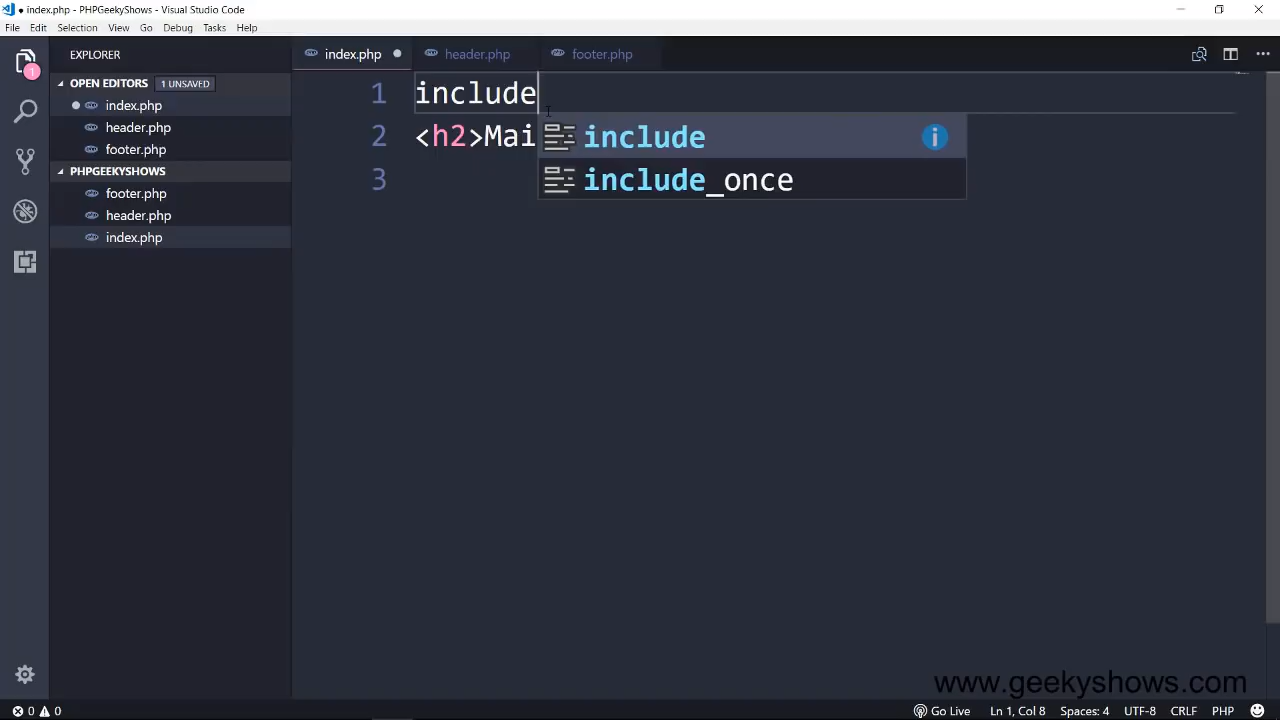 ● index.php - PHPGeekyShows - Visual Studio Code
File Edit Selection View Go Debug Tasks Help
EXPLORER
index.php ● header.php footer.php
OPEN EDITORS 1 UNSAVED
● index.php
header.php
footer.php
PHPGEEKYSHOWS
footer.php
header.php
index.php
1
1 include
2 <h2>Mai
3
include
include_once
www.geekyshows.com
0 0 Go Live Ln 1, Col 8 Spaces: 4 UTF-8 CRLF PHP